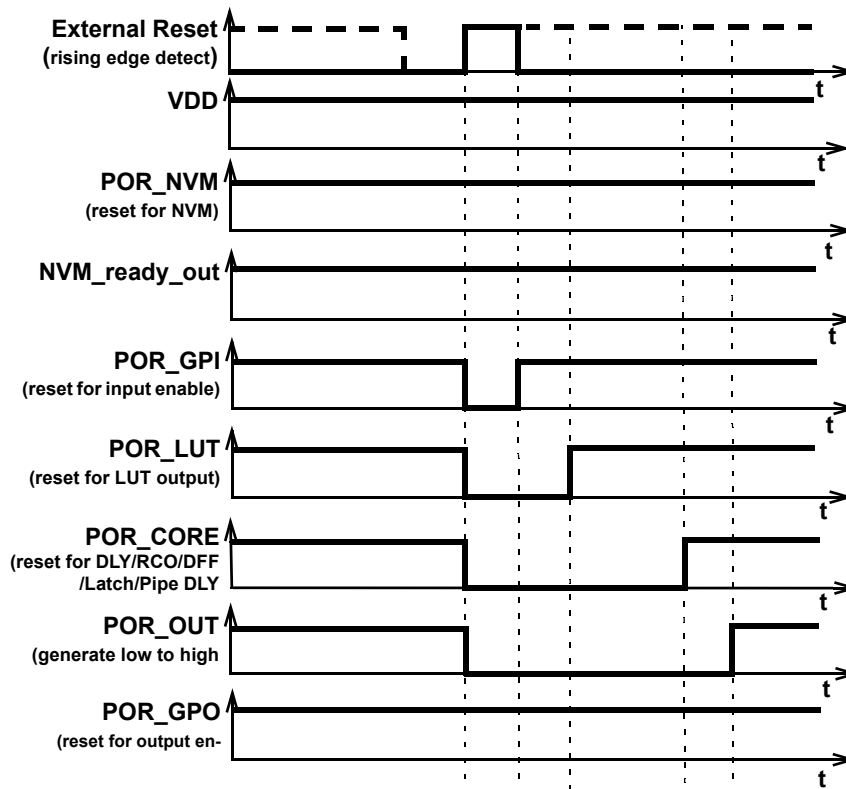 External Reset
(rising edge detect)
t
VDD
t
POR_NVM
(reset for NVM)
t
NVM_ready_out
t
POR_GPI
(reset for input enable)
t
POR_LUT
(reset for LUT output)
t
POR_CORE
(reset for DLY/RCO/DFF
/Latch/Pipe DLY
t
POR_OUT
(generate low to high
t
POR_GPO
(reset for output en-
t